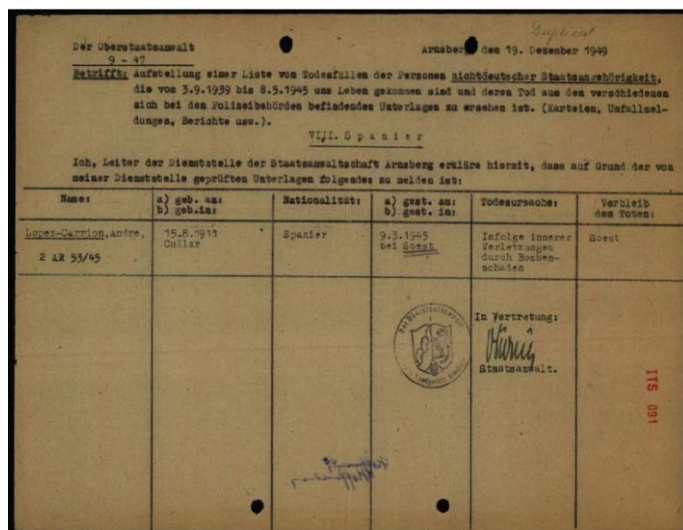 Duplicat
Der Oberstaatsanwalt
Arnsberg, den 19. Dezember 1949
9 - 47
Betrifft: Aufstellung einer Liste von Todesfällen der Personen nichtdeutscher Staatsangehörigkeit,
die vom 3.9.1939 bis 8.5.1945 ums Leben gekommen sind und deren Tod aus den verschiedenen
sich bei den Polizeibehörden befindenden Unterlagen zu ersehen ist. (Karteien, Unfallmel-
dungen, Berichte usw.).
VIII. Spanier
Ich, Leiter der Dienststelle der Staatsanwaltschaft Arnsberg erkläre hiermit, dass auf Grund der von
meiner Dienststelle geprüften Unterlagen folgendes zu melden ist:
Name: a) geb. am: Nationalität: a) gest. am: Todesursache: Verbleib
b) geb.in: b) gest. in: des Toten:
Lopez-Carrion, Andre, 15.8.1911 Spanier 9.3.1945 Infolge innerer Soest
Cullar bei Soest Verletzungen
2 AR 53/45 durch Bomben-
schaden
In Vertretung:
Staatsanwalt.
Der Oberstaatsanwalt
ITS 091